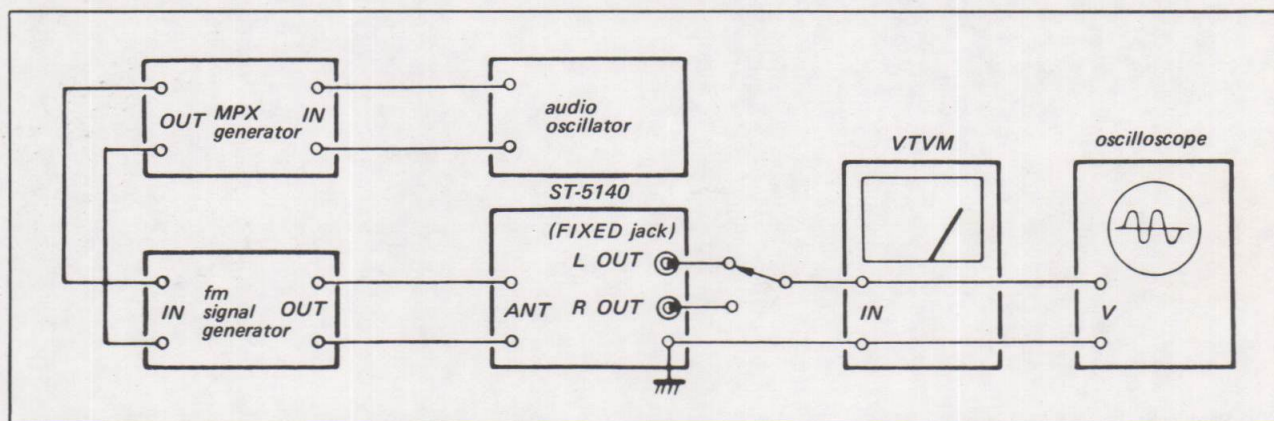 OUT MPX IN
generator
audio
oscillator
VTVM
oscilloscope
ST-5140
(FIXED jack)
L OUT
IN fm OUT
signal
generator
ANT R OUT
IN
V